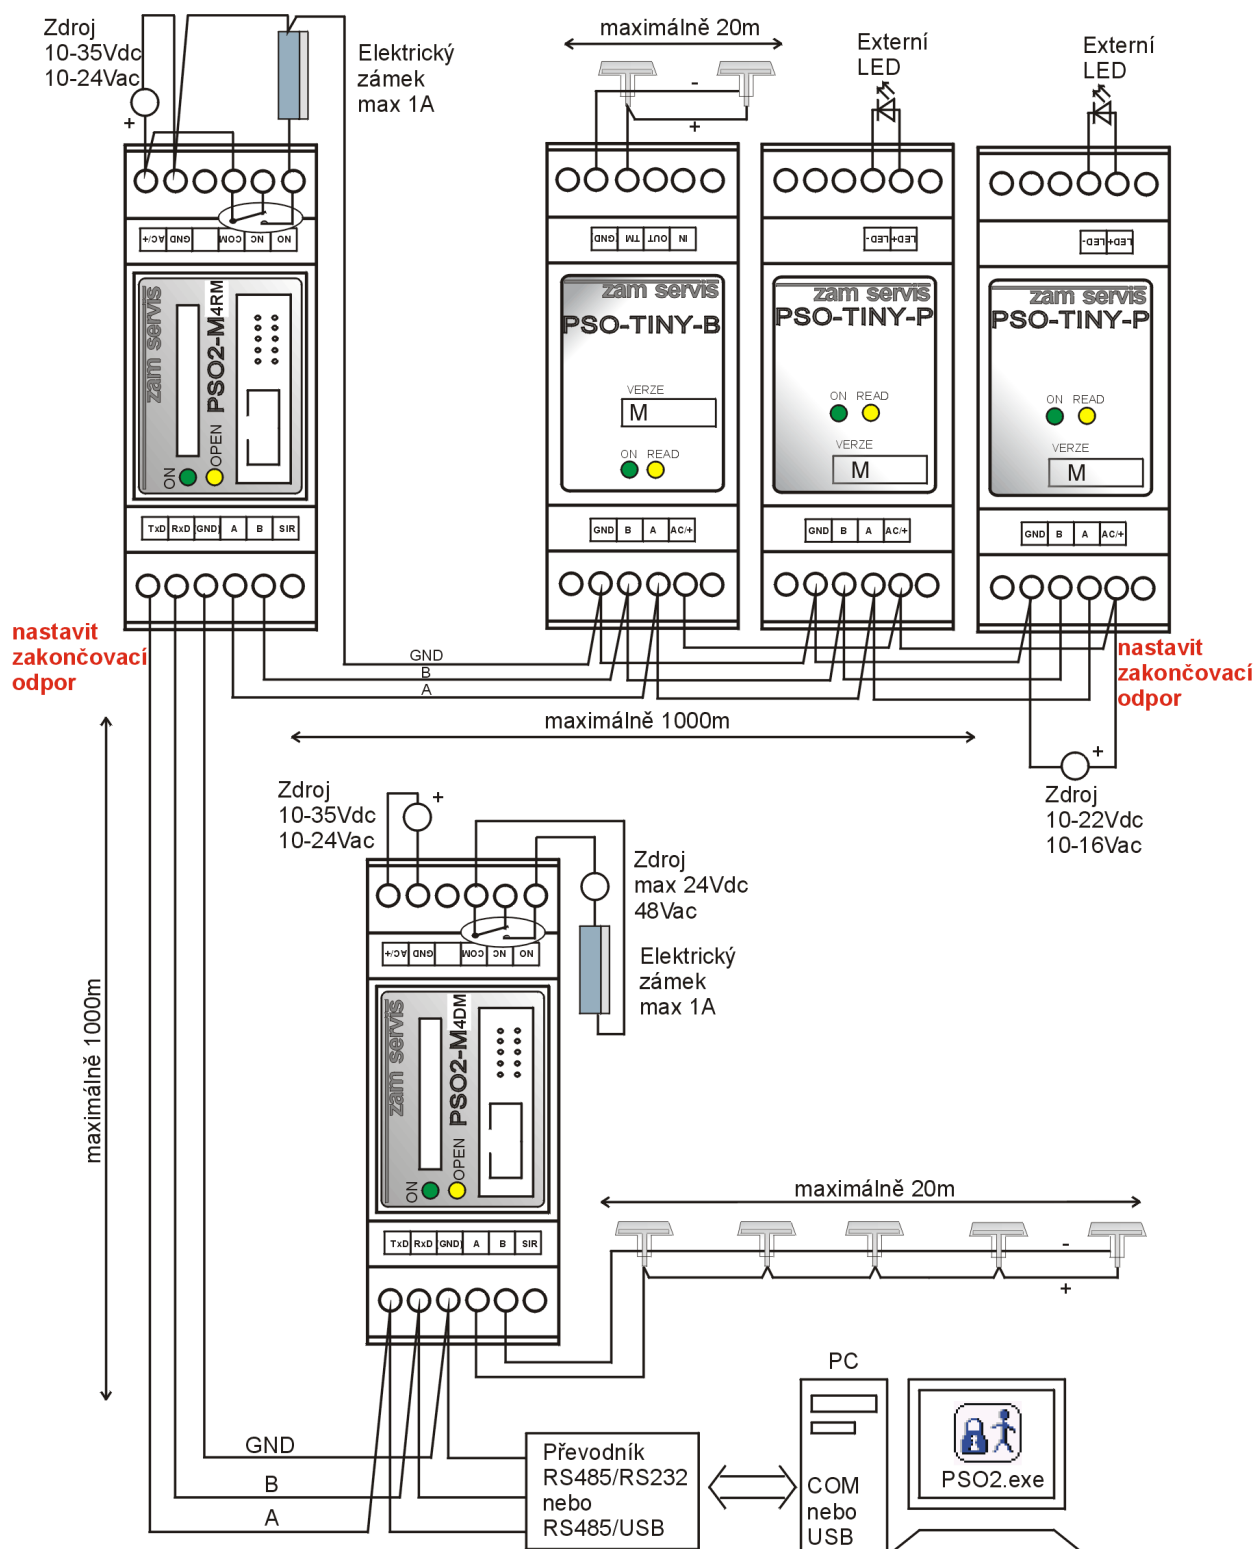 Zdroj
10-35Vdc
10-24Vac
+
Elektrický
zámek
max 1A
maximálně 20m
-
+
Externí
LED
Externí
LED
AC/+ GND COM NC NO
zam servis
PSO2-M4RM
ON OPEN
TxD RxD GND) A B SIR
GND) TM OUT IN
zam servis
PSO-TINY-B
VERZE
M
ON READ
GND B A AC/+
LED- LED+
zam servis
PSO-TINY-P
ON READ
VERZE
M
GND B A AC/+
LED- LED+
zam servis
PSO-TINY-P
ON READ
VERZE
M
GND B A AC/+
nastavit
zakončovací
odpor
GND
B
A
nastavit
zakončovací
odpor
maximálně 1000m
+
Zdroj
10-22Vdc
10-16Vac
Zdroj
10-35Vdc
10-24Vac
+
Zdroj
max 24Vdc
48Vac
Elektrický
zámek
max 1A
AC/+ GND COM NC NO
zam servis
PSO2-M4DM
ON OPEN
TxD RxD GND) A B SIR
maximálně 1000m
maximálně 20m
-
+
GND
B
A
Převodník
RS485/RS232
nebo
RS485/USB
PC
COM
nebo
USB
PSO2.exe